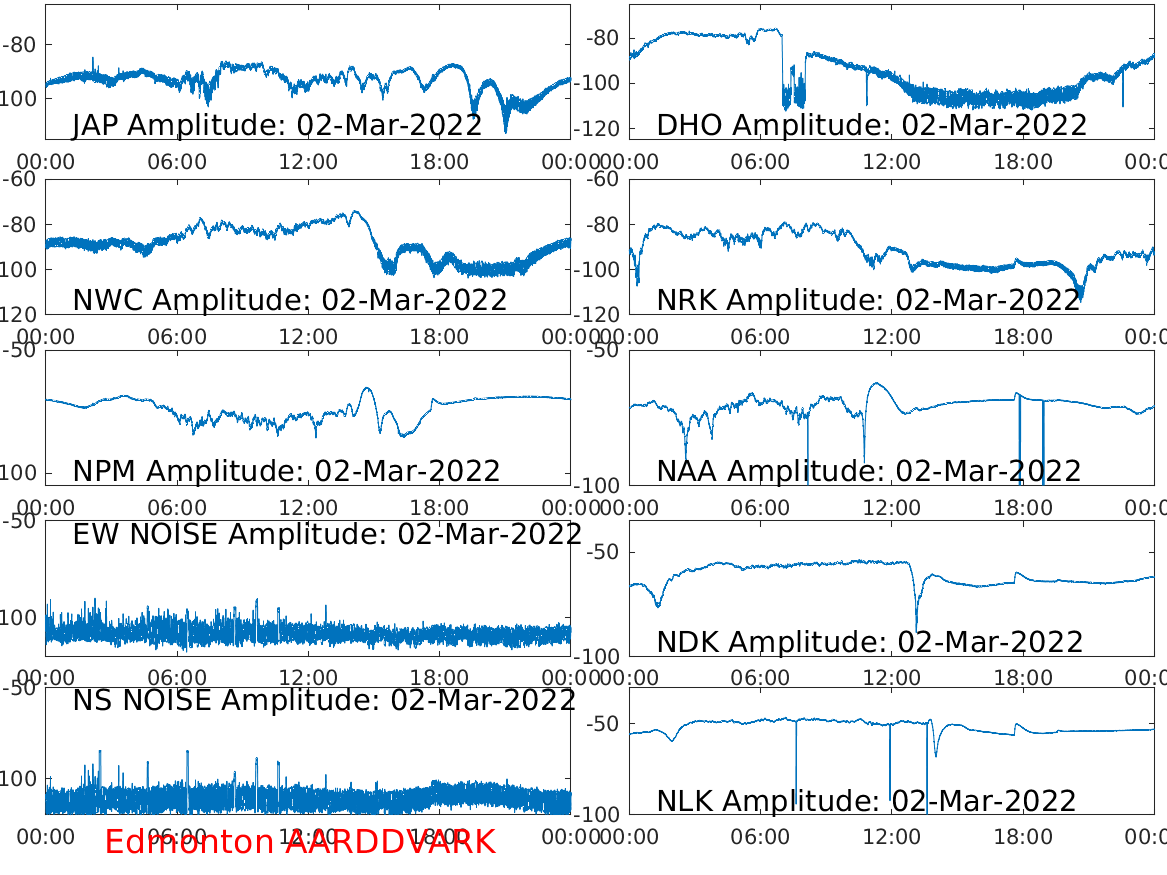 -80
100
JAP Amplitude: 02-Mar-2022
00:00 06:00 12:00 18:00 00:00
-80
-100
-120
DHO Amplitude: 02-Mar-2022
00:00 06:00 12:00 18:00 00:0
-60
-80
100
120
NWC Amplitude: 02-Mar-2022
00:00 06:00 12:00 18:00 00:00
-60
-80
-100
-120
NRK Amplitude: 02-Mar-2022
00:00 06:00 12:00 18:00 00:0
-50
100
NPM Amplitude: 02-Mar-2022
00:00 06:00 12:00 18:00 00:00
-50
-100
NAA Amplitude: 02-Mar-2022
00:00 06:00 12:00 18:00 00:0
-50
100
EW NOISE Amplitude: 02-Mar-2022
00:00 06:00 12:00 18:00 00:00
-50
-100
NDK Amplitude: 02-Mar-2022
00:00 06:00 12:00 18:00 00:0
-50
100
NS NOISE Amplitude: 02-Mar-2022
00:00 06:00 12:00 18:00 00:00
-50
-100
NLK Amplitude: 02-Mar-2022
00:00 06:00 12:00 18:00 00:0
Edmonton AARDDVARK